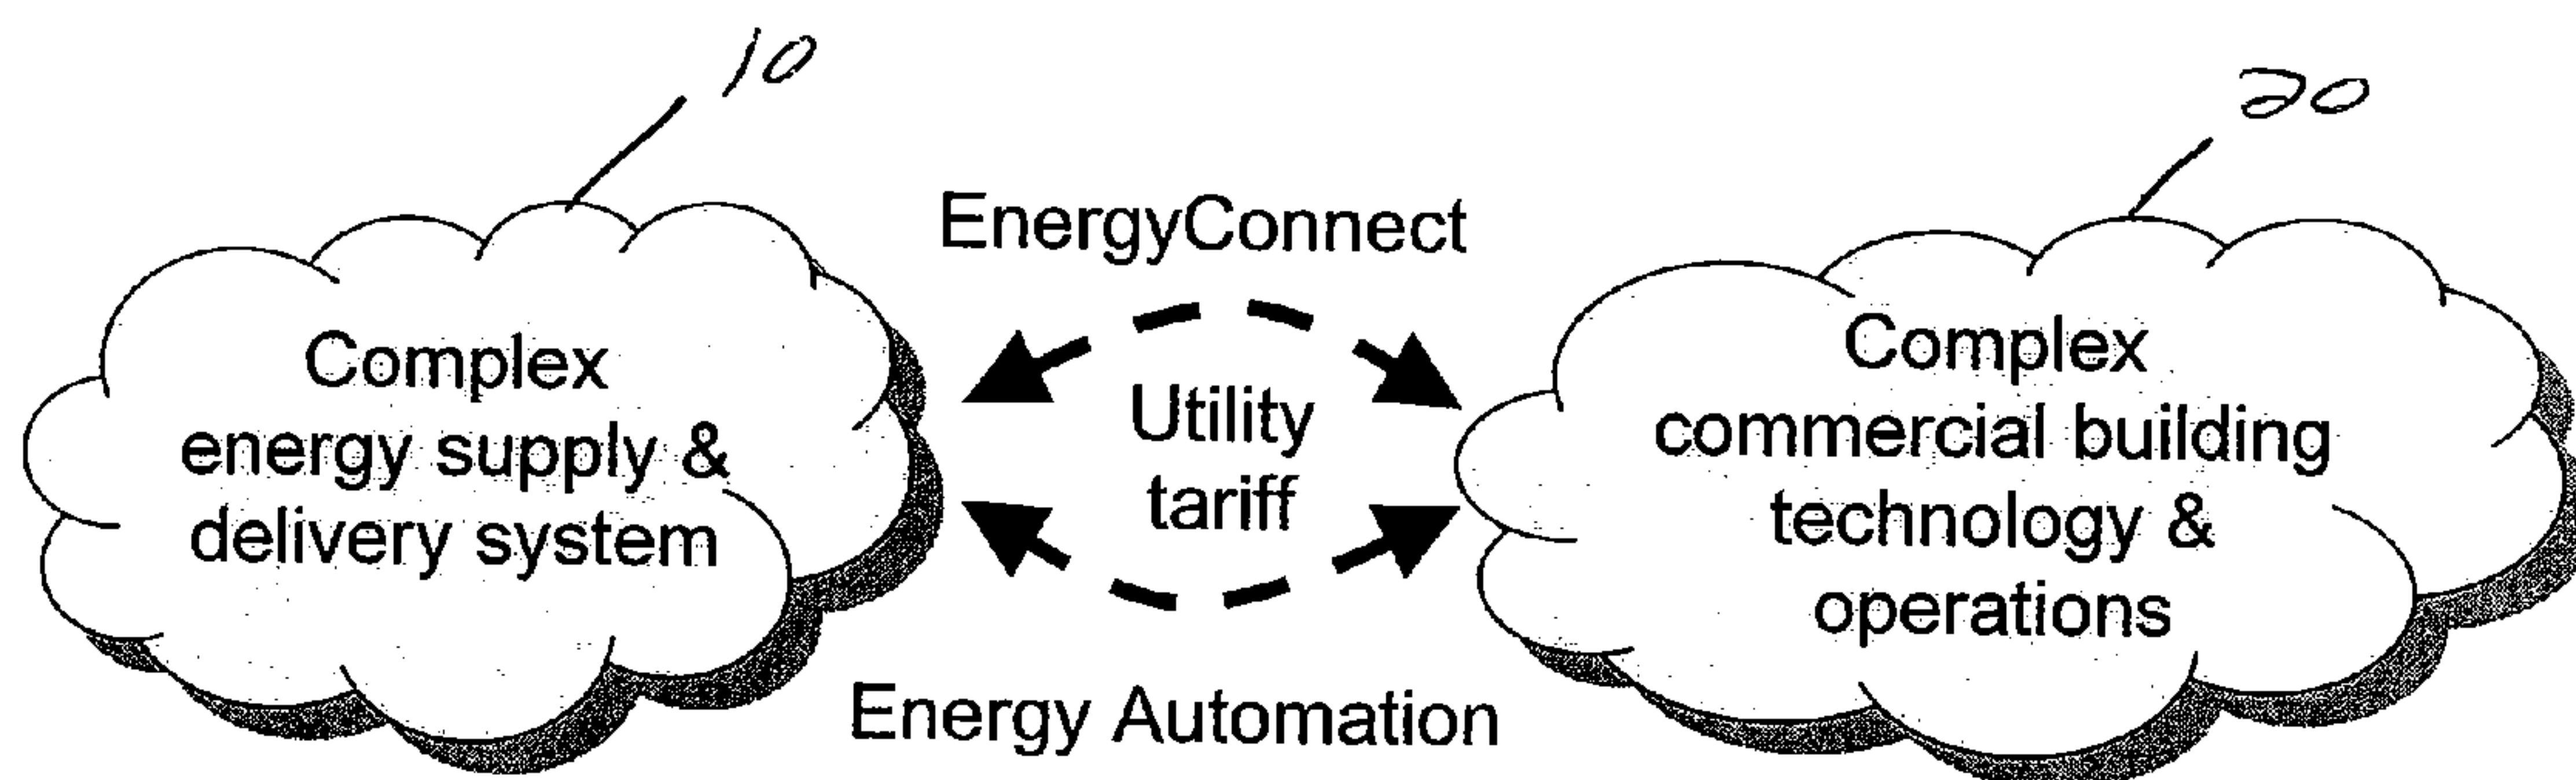 10
20
EnergyConnect
Complex
energy supply &
delivery system
Utility
tariff
Complex
commercial building
technology &
operations
Energy Automation